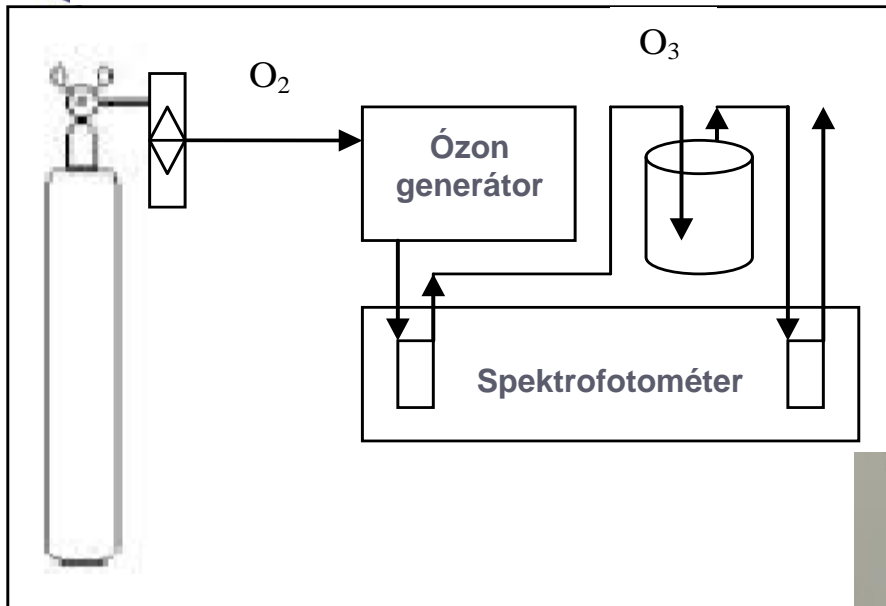 O₃
O₂
Ózon
generátor
Spektrofotométer